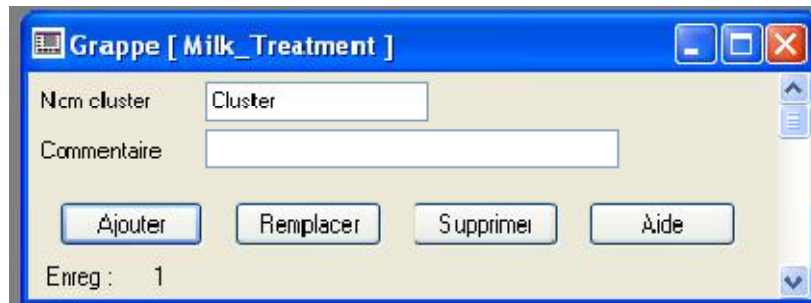 Grappe [ Milk_Treatment ]
Nom cluster Cluster
Commentaire
Ajouter Remplacer Supprimer Aide
Enreg : 1